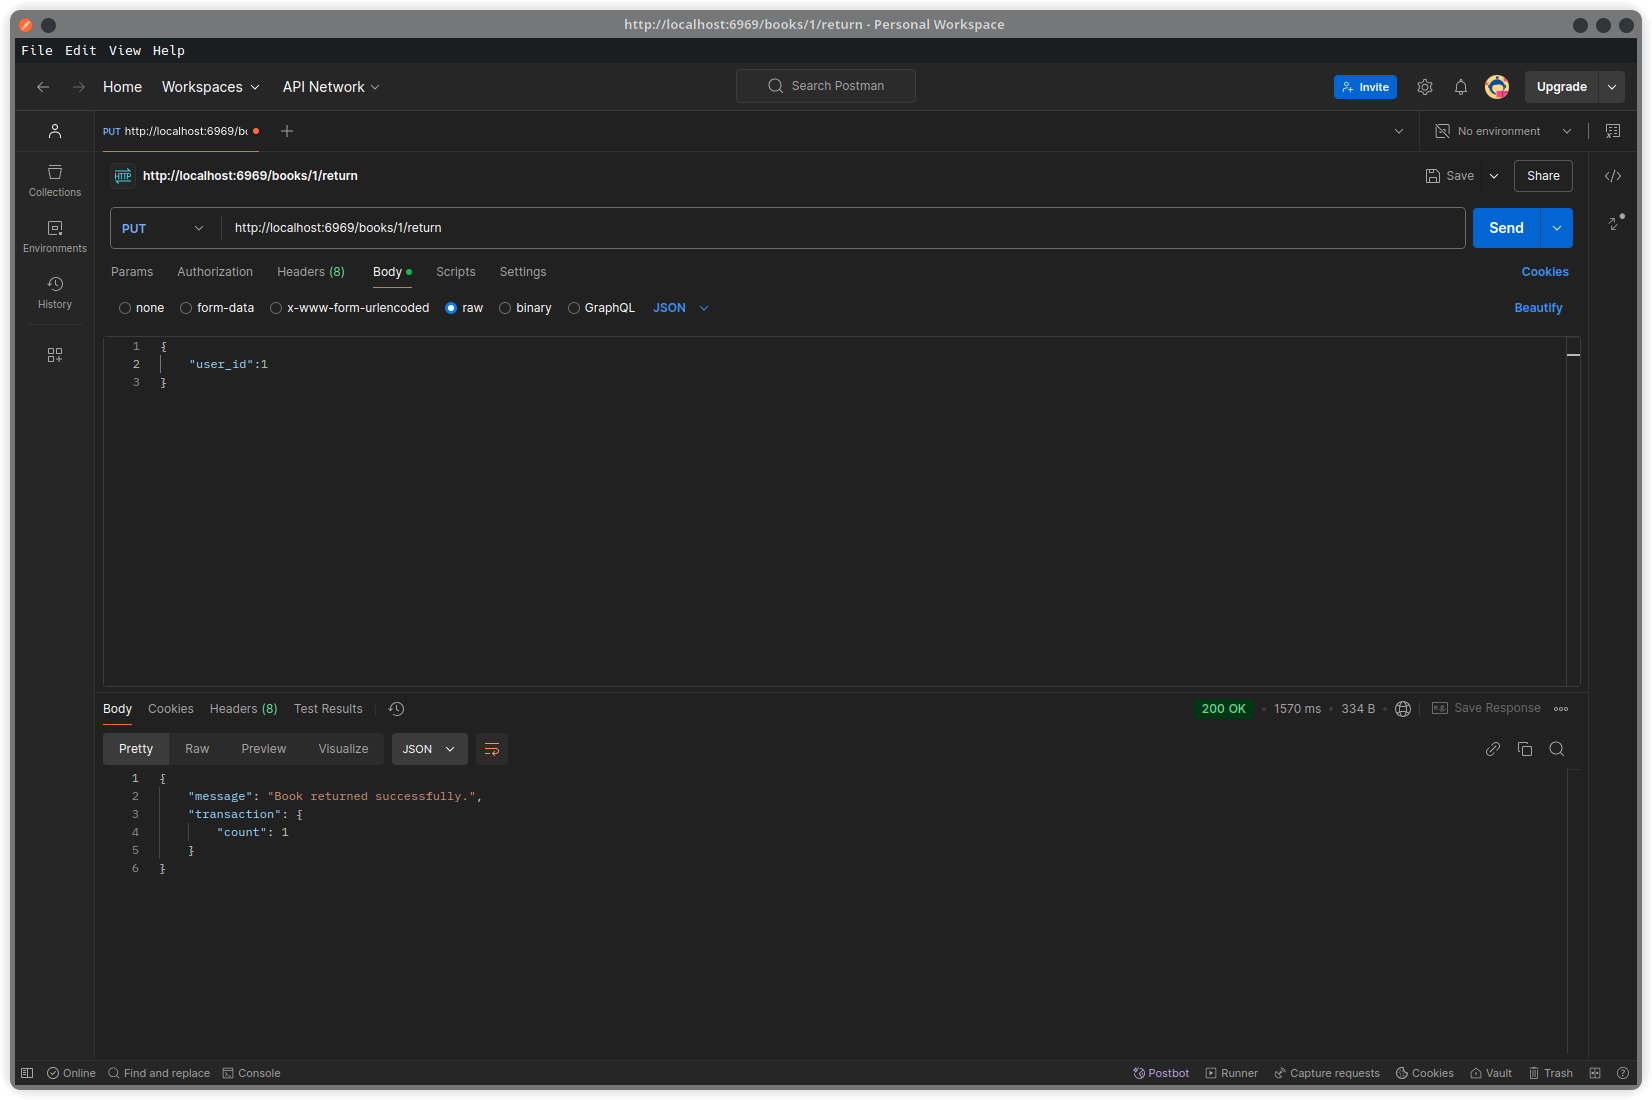 http://localhost:6969/books/1/return - Personal Workspace
File Edit View Help
Home Workspaces API Network Search Postman Invite Upgrade
PUT http://localhost:6969/bo No environment
Collections
Environments
History
HTTP http://localhost:6969/books/1/return Save Share
PUT http://localhost:6969/books/1/return Send
Params Authorization Headers (8) Body Scripts Settings Cookies
none form-data x-www-form-urlencoded raw binary GraphQL JSON Beautify
1 {
2 "user_id":1
3 }
Body Cookies Headers (8) Test Results 200 OK 1570 ms 334 B e.g. Save Response
Pretty Raw Preview Visualize JSON
1 {
2 "message": "Book returned successfully.",
3 "transaction": {
4 "count": 1
5 }
6 }
Online Find and replace Console Postbot Runner Capture requests Cookies Vault Trash